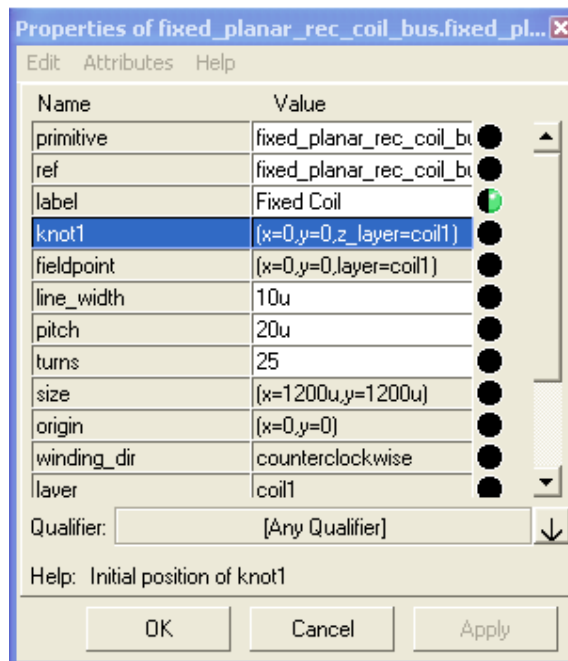 Properties of fixed_planar_rec_coil_bus.fixed_pl...
Edit Attributes Help
Name Value
primitive fixed_planar_rec_coil_bu
ref fixed_planar_rec_coil_bu
label Fixed Coil
knot1 (x=0,y=0,z_layer=coil1)
fieldpoint (x=0,y=0,layer=coil1)
line_width 10u
pitch 20u
turns 25
size (x=1200u,y=1200u)
origin (x=0,y=0)
winding_dir counterclockwise
layer coil1
Qualifier: [Any Qualifier]
Help: Initial position of knot1
OK Cancel Apply